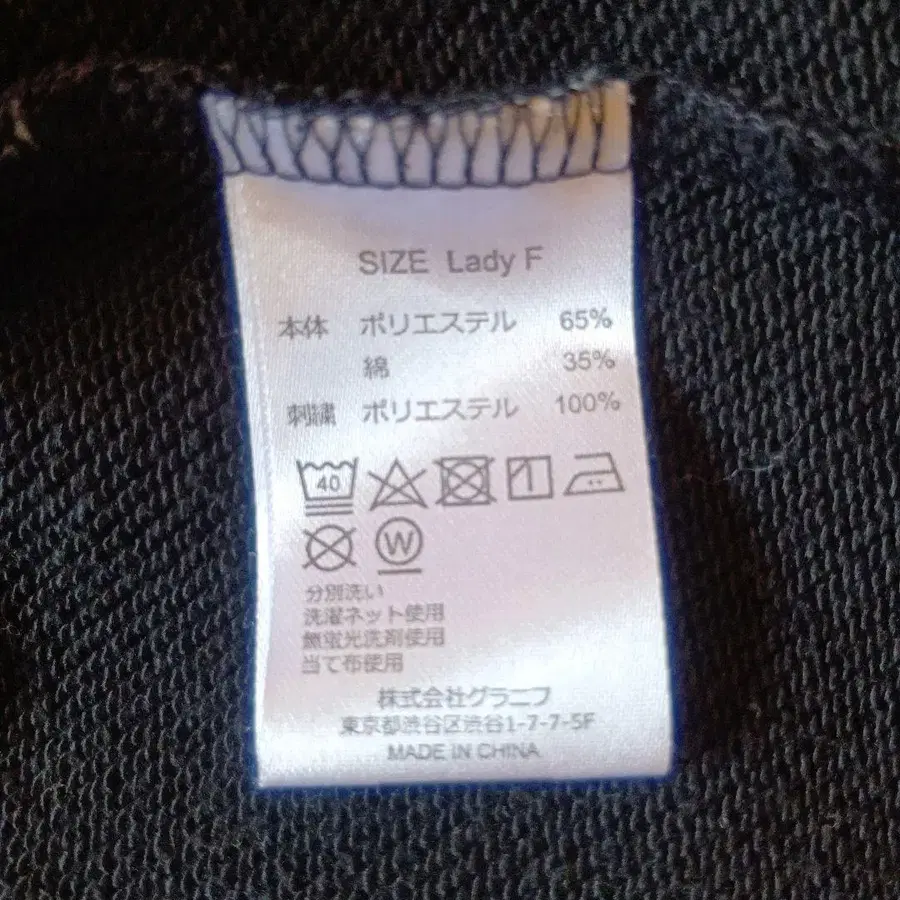 SIZE Lady F
本体 ポリエステル 65%
綿 35%
刺繍 ポリエステル 100%
40
W
分別洗い
洗濯ネット使用
無蛍光洗剤使用
当て布使用
株式会社グラニフ
東京都渋谷区渋谷1-7-7-5F
MADE IN CHINA